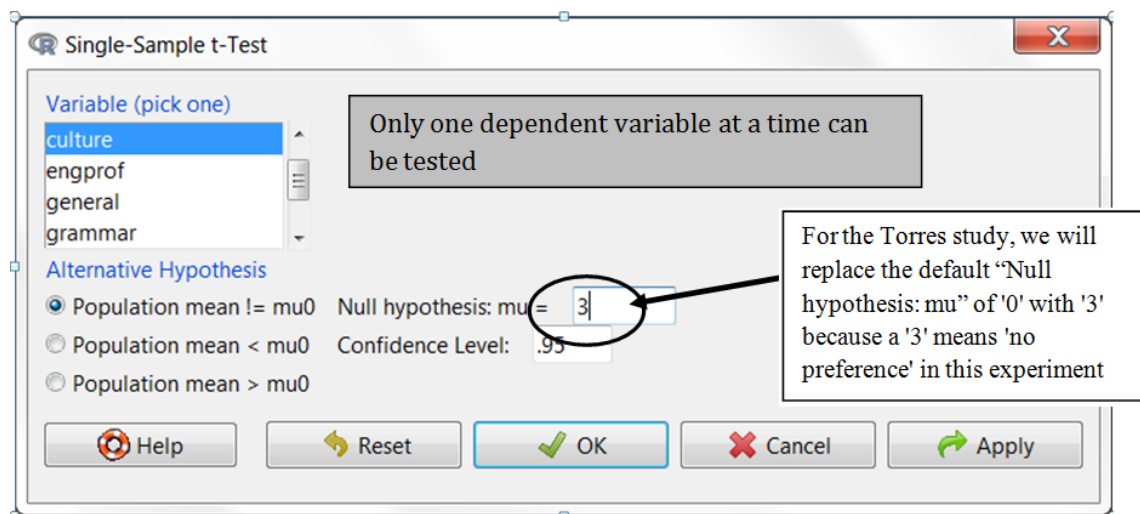 Single-Sample t-Test
Variable (pick one)
culture
engprof
general
grammar
Only one dependent variable at a time can
be tested
For the Torres study, we will
replace the default “Null
hypothesis: mu” of '0' with '3'
because a '3' means 'no
preference' in this experiment
Alternative Hypothesis
Population mean != mu0 Null hypothesis: mu = 3
Population mean < mu0 Confidence Level: .95
Population mean > mu0
Help Reset OK Cancel Apply